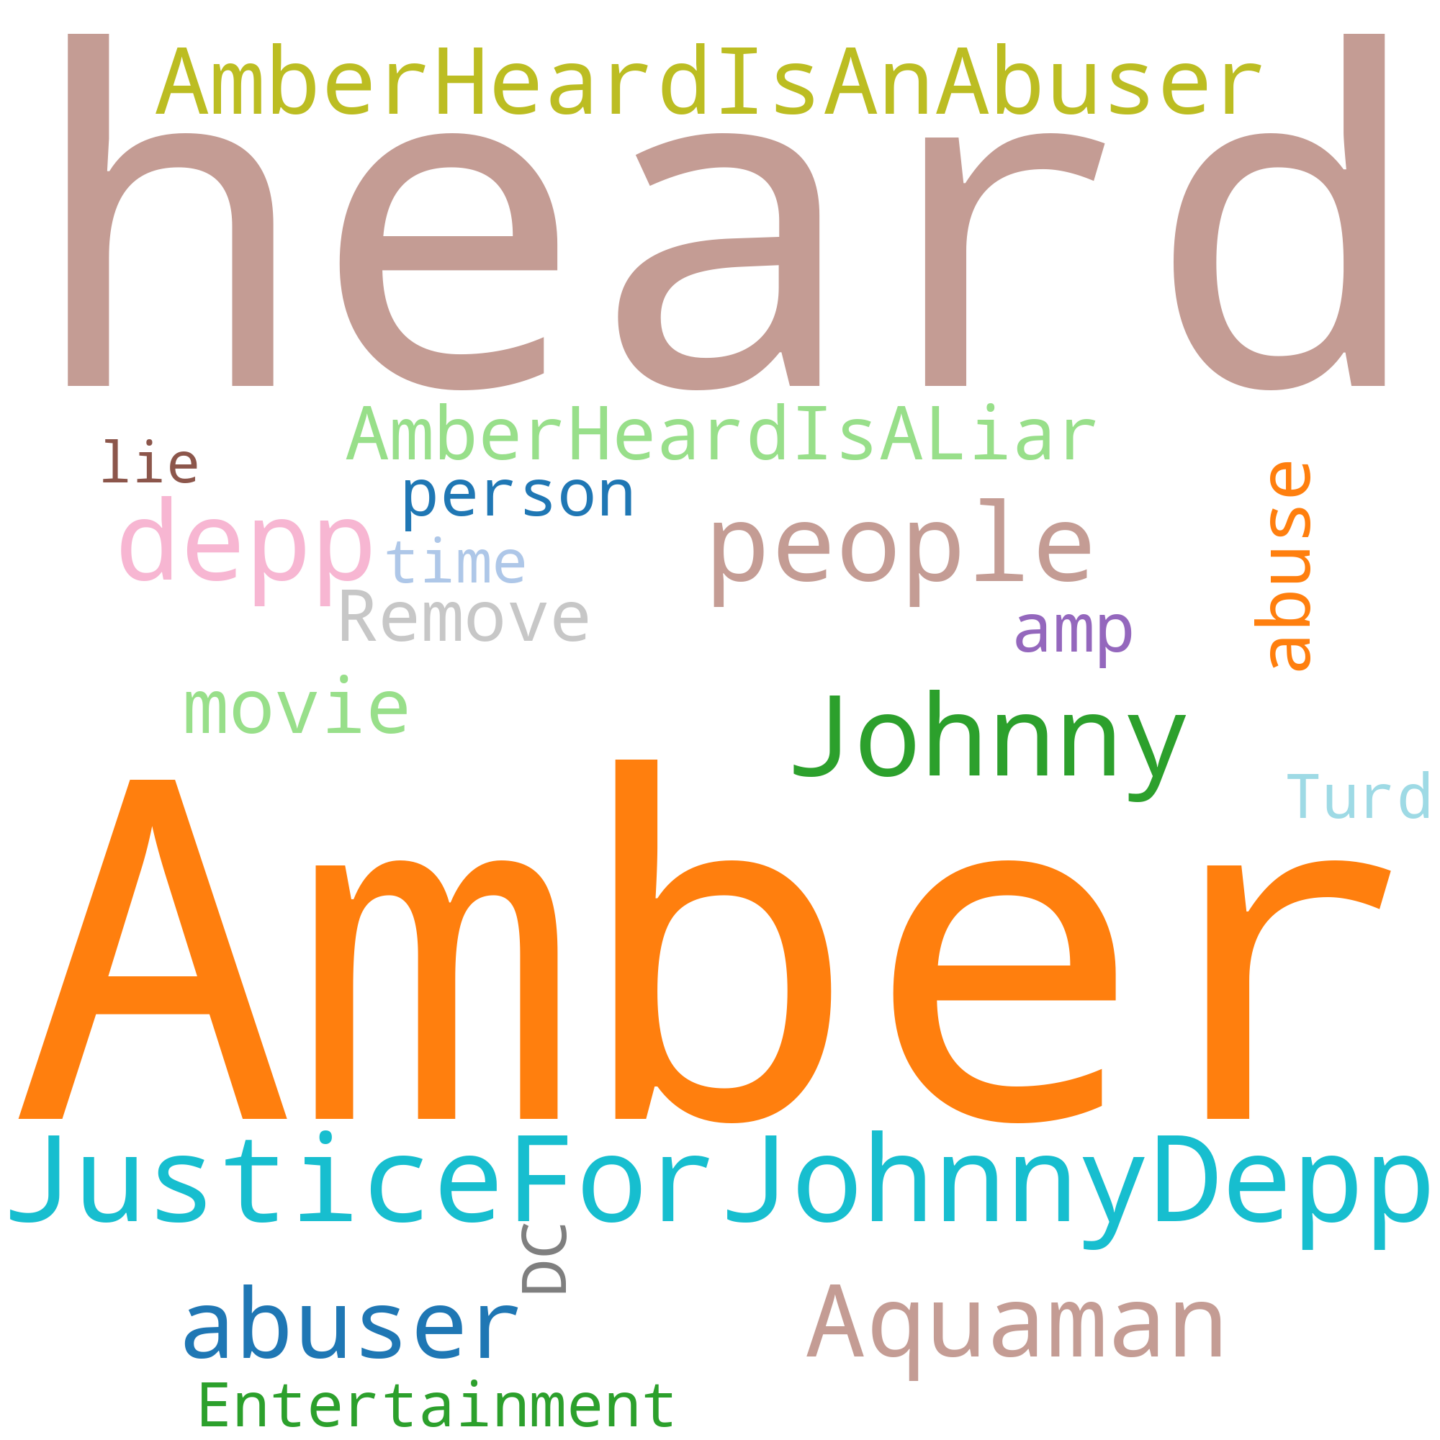 AmberHeardIsAnAbuser
heard
AmberHeardIsALiar
lie
person
abuse
depp
people
time
Remove
amp
movie
Johnny
Turd
Amber
JusticeForJohnnyDepp
DC
abuser
Aquaman
Entertainment